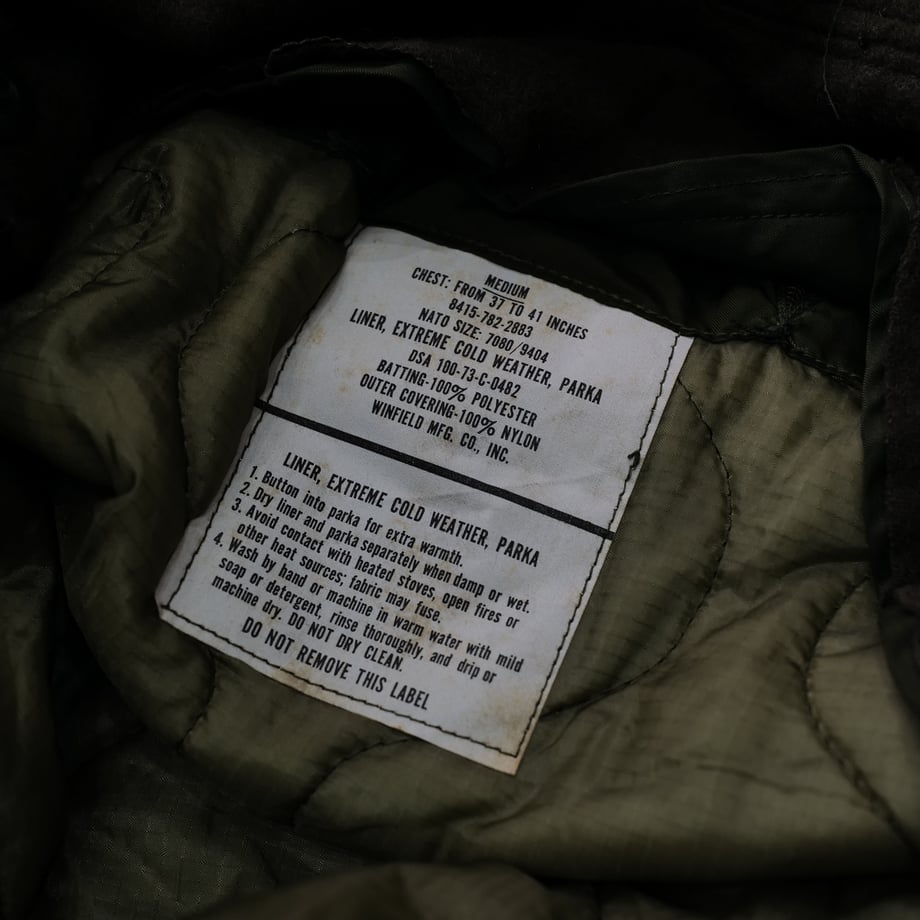 MEDIUM
CHEST: FROM 37 TO 41 INCHES
8415-782-2883
NATO SIZE: 7080/9404
LINER, EXTREME COLD WEATHER, PARKA
DSA 100-73-C-0482
BATTING-100% POLYESTER
OUTER COVERING-100% NYLON
WINFIELD MFG. CO., INC.
LINER, EXTREME COLD WEATHER, PARKA
1. Button into parka for extra warmth.
2. Dry liner and parka separately when damp or wet.
3. Avoid contact with heated stoves, open fires or
other heat sources; fabric may fuse.
4. Wash by hand or machine in warm water with mild
soap or detergent, rinse thoroughly, and drip or
machine dry. DO NOT DRY CLEAN.
DO NOT REMOVE THIS LABEL